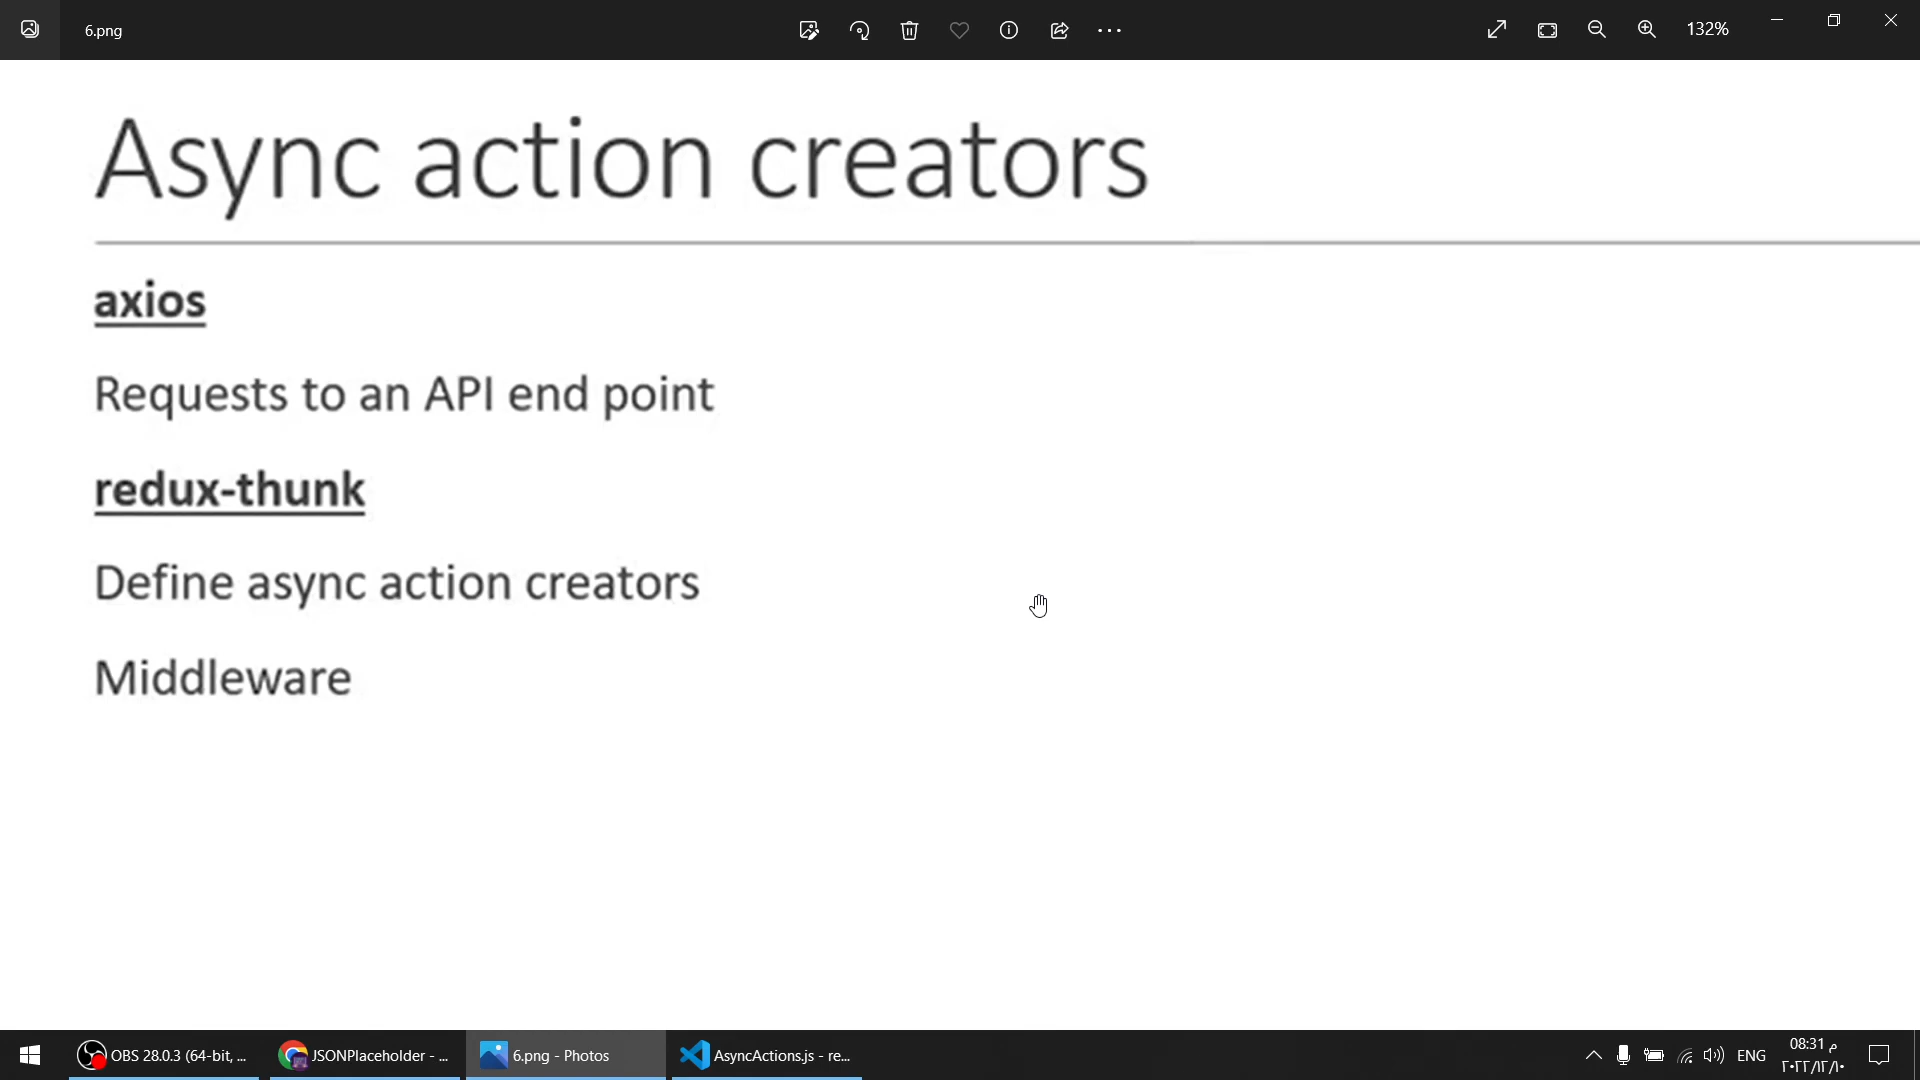 6.png
132%
Async action creators
axios
Requests to an API end point
redux-thunk
Define async action creators
Middleware
OBS 28.0.3 (64-bit, ...
JSONPlaceholder - ...
6.png - Photos
AsyncActions.js - re...
ENG
08:31 م
٢٠٢٢/١٢/١٠